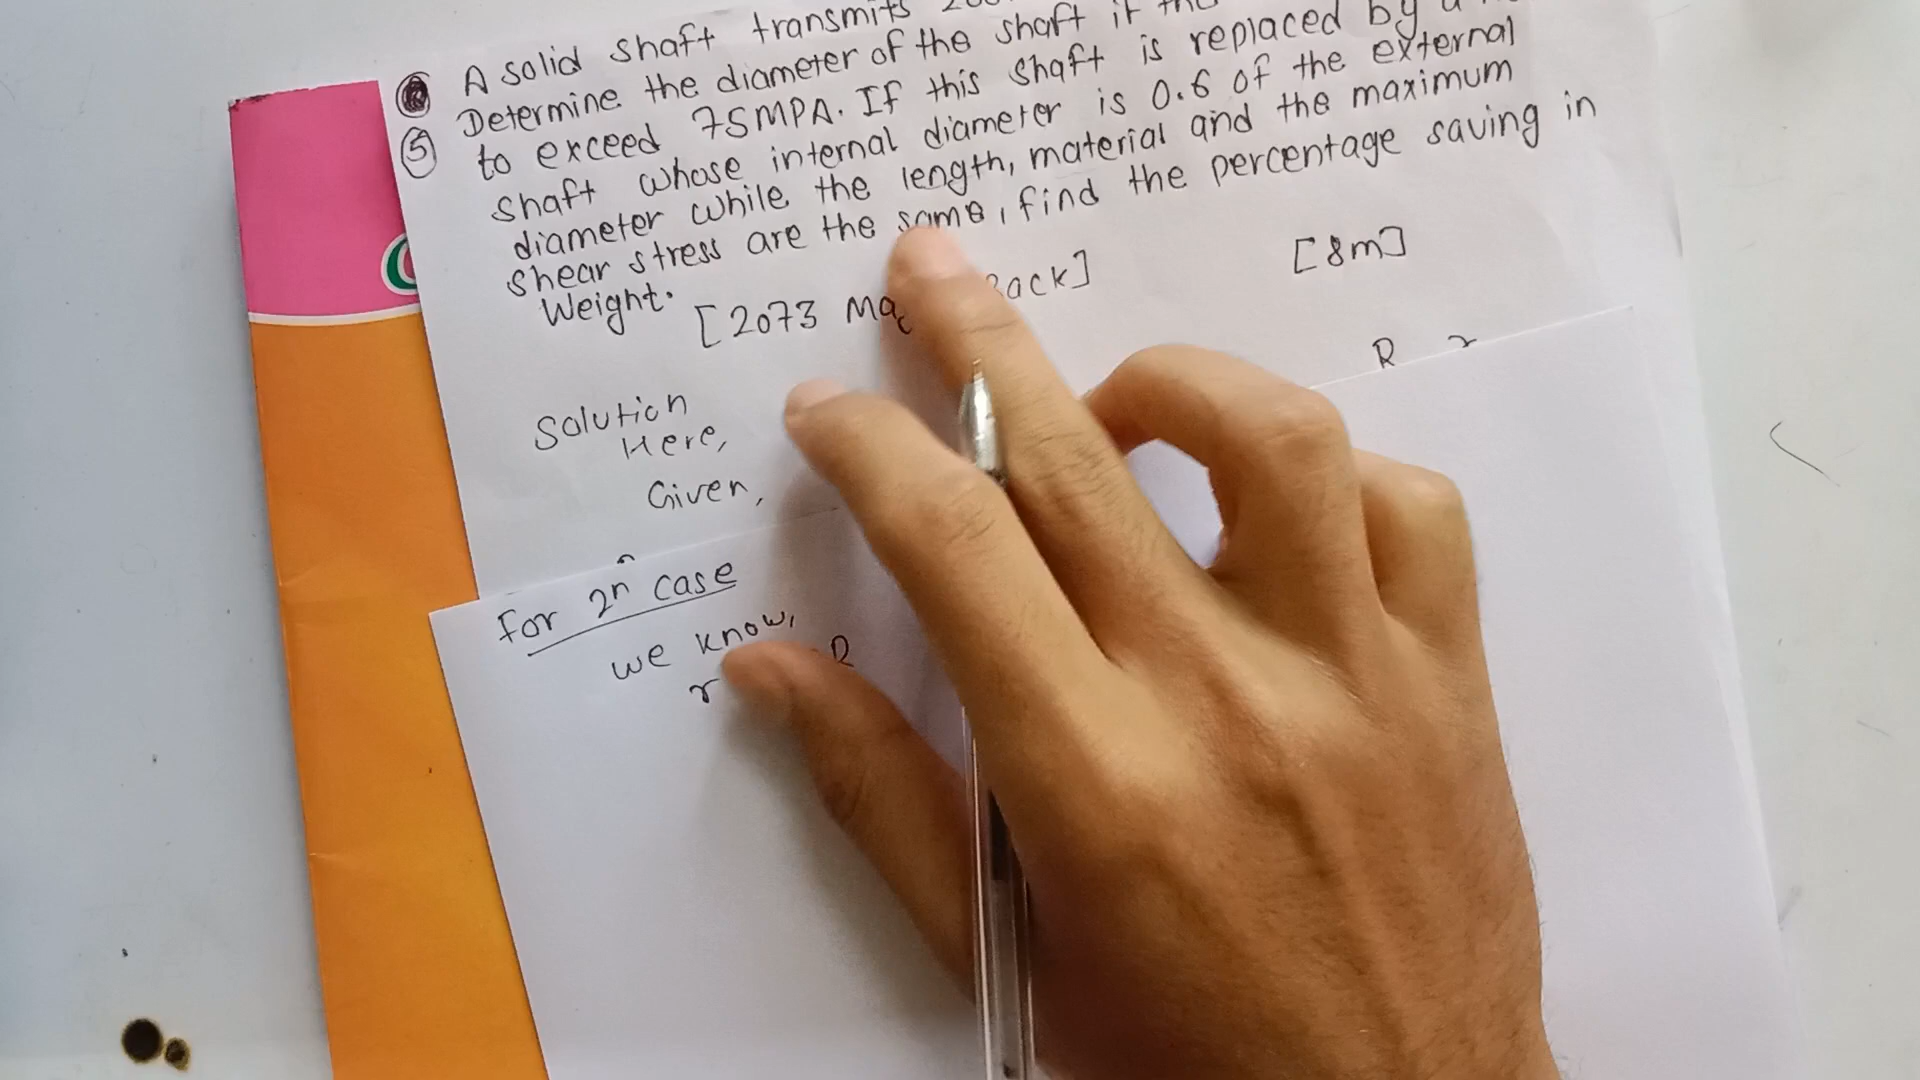 A solid shaft transmits
Determine the diameter of the shaft if
⑤ to exceed 75MPA. If this shaft is replaced by a
shaft whose internal diameter is 0.6 of the external
diameter while the length, material and the maximum
shear stress are the same, find the percentage saving in
Weight.
[2073 Back]
[8m]
R r
Solution
Here,
Given,
For 2n case
we know,
r R